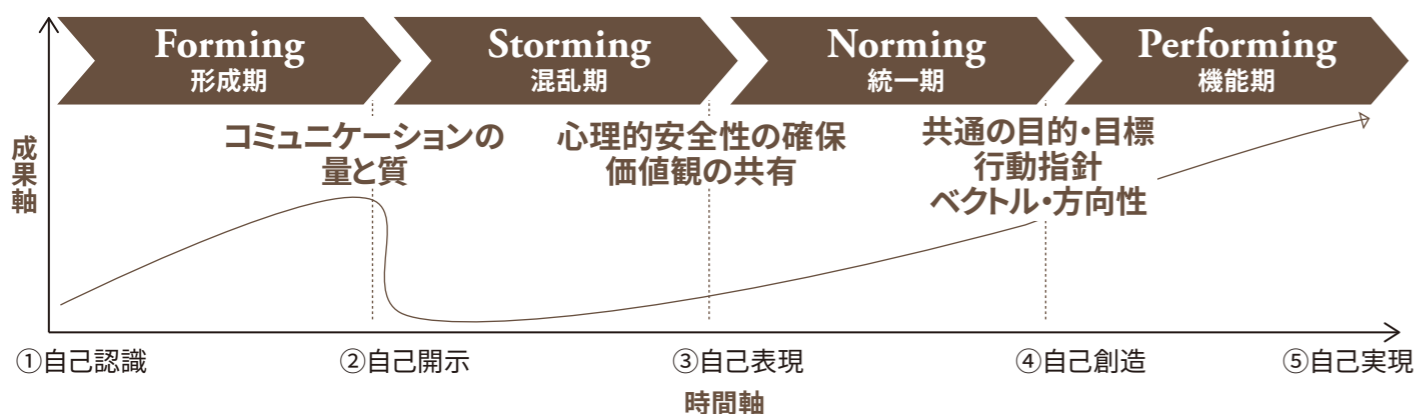 Forming
形成期
Storming
混乱期
Norming
統一期
Performing
機能期
コミュニケーションの
量と質
心理的安全性の確保
価値観の共有
共通の目的・目標
行動指針
ベクトル・方向性
成果軸
①自己認識
②自己開示
③自己表現
④自己創造
⑤自己実現
時間軸